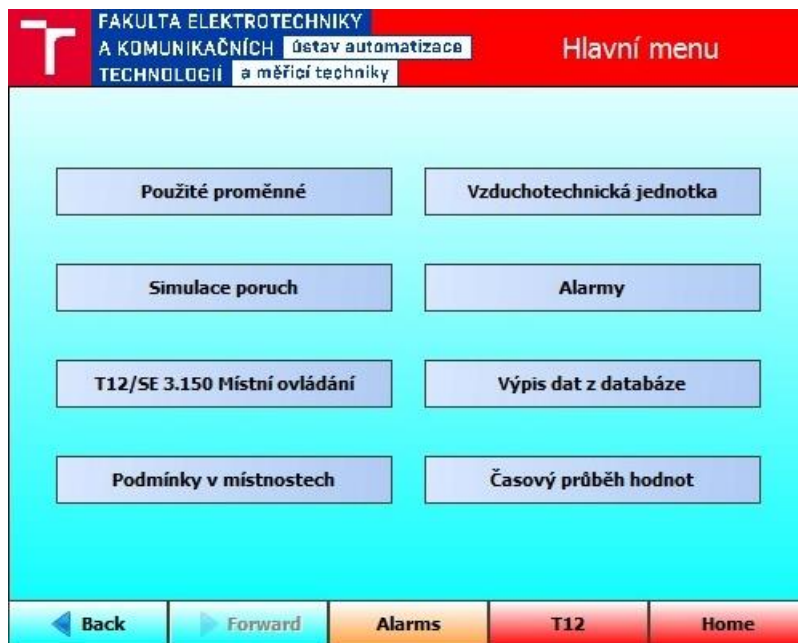 FAKULTA ELEKTROTECHNIKY
A KOMUNIKAČNÍCH ústav automatizace
TECHNOLOGIÍ a měřicí techniky
Hlavní menu
Použité proměnné
Vzduchotechnická jednotka
Simulace poruch
Alarmy
T12/SE 3.150 Místní ovládání
Výpis dat z databáze
Podmínky v místnostech
Časový průběh hodnot
Back
Forward
Alarms
T12
Home